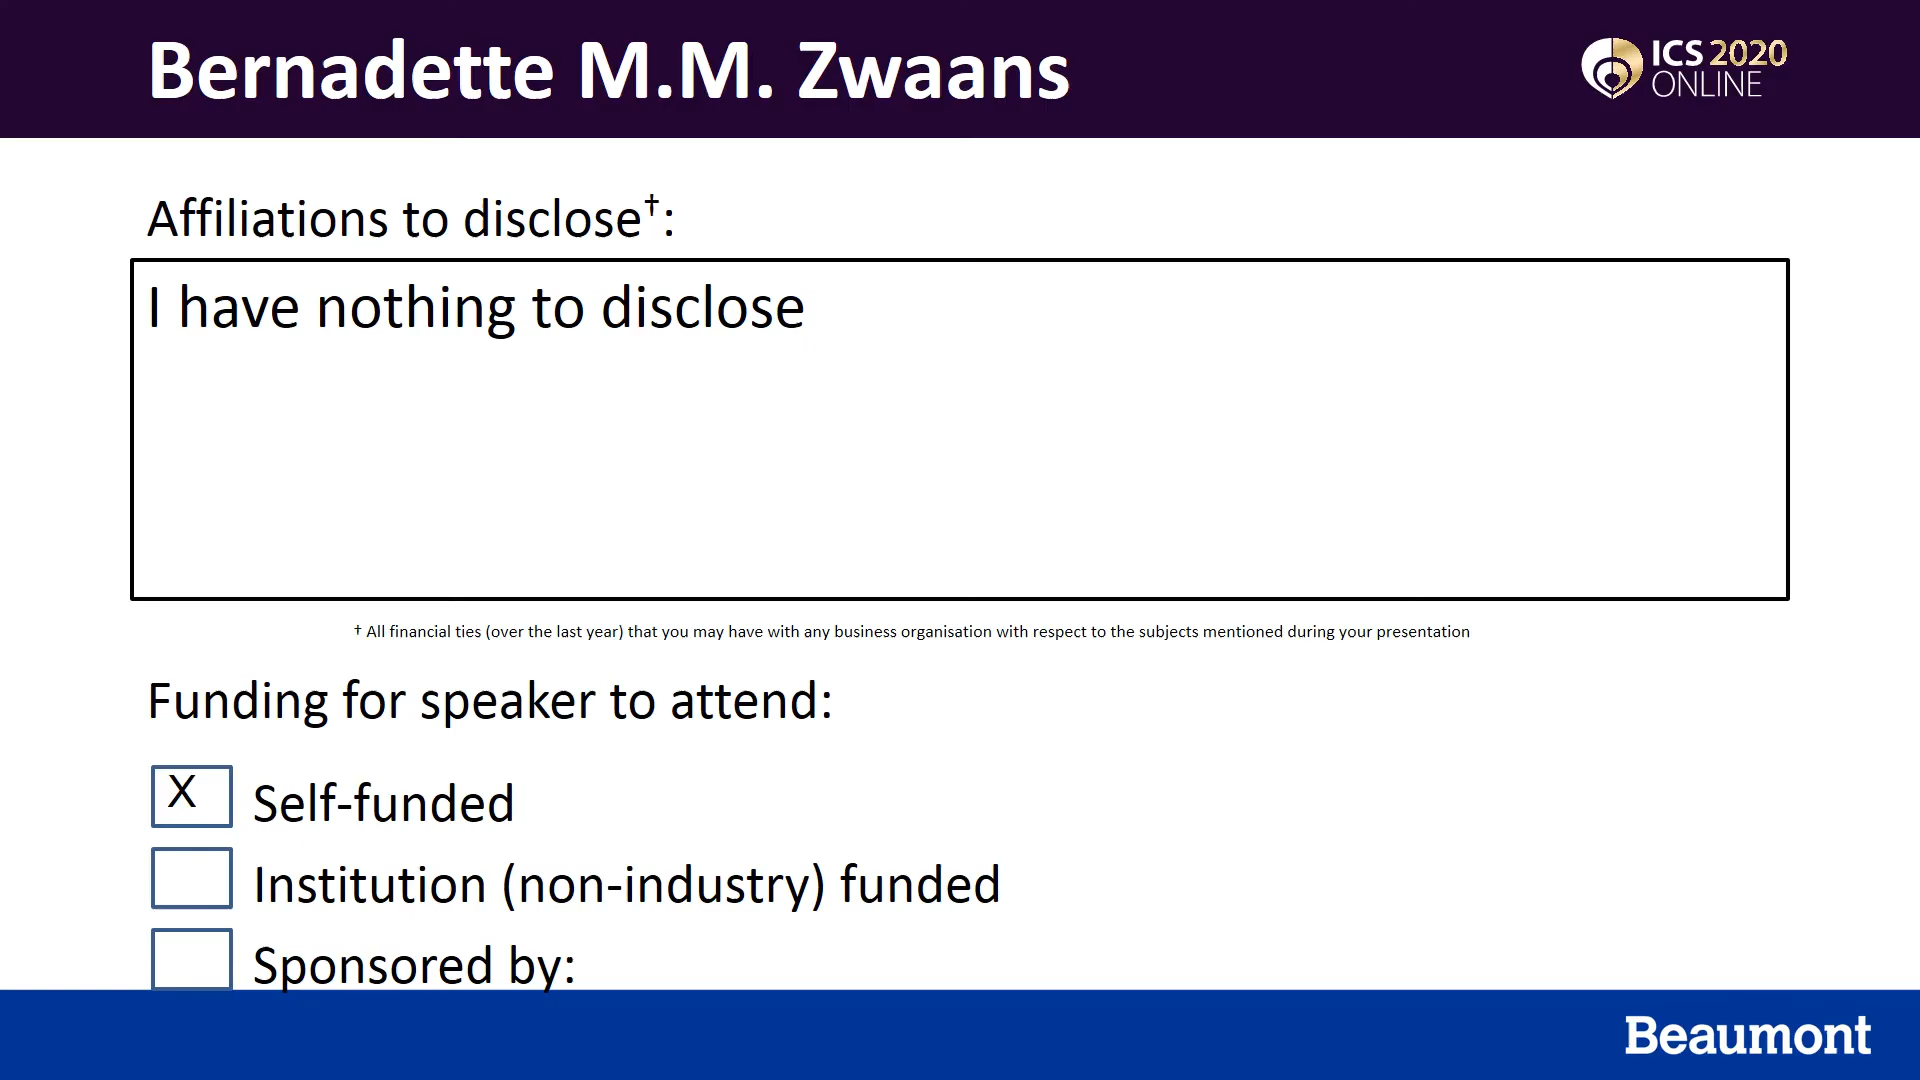 Bernadette M.M. Zwaans
ICS 2020
ONLINE
Affiliations to disclose†:
I have nothing to disclose
† All financial ties (over the last year) that you may have with any business organisation with respect to the subjects mentioned during your presentation
Funding for speaker to attend:
X Self-funded
Institution (non-industry) funded
Sponsored by:
Beaumont